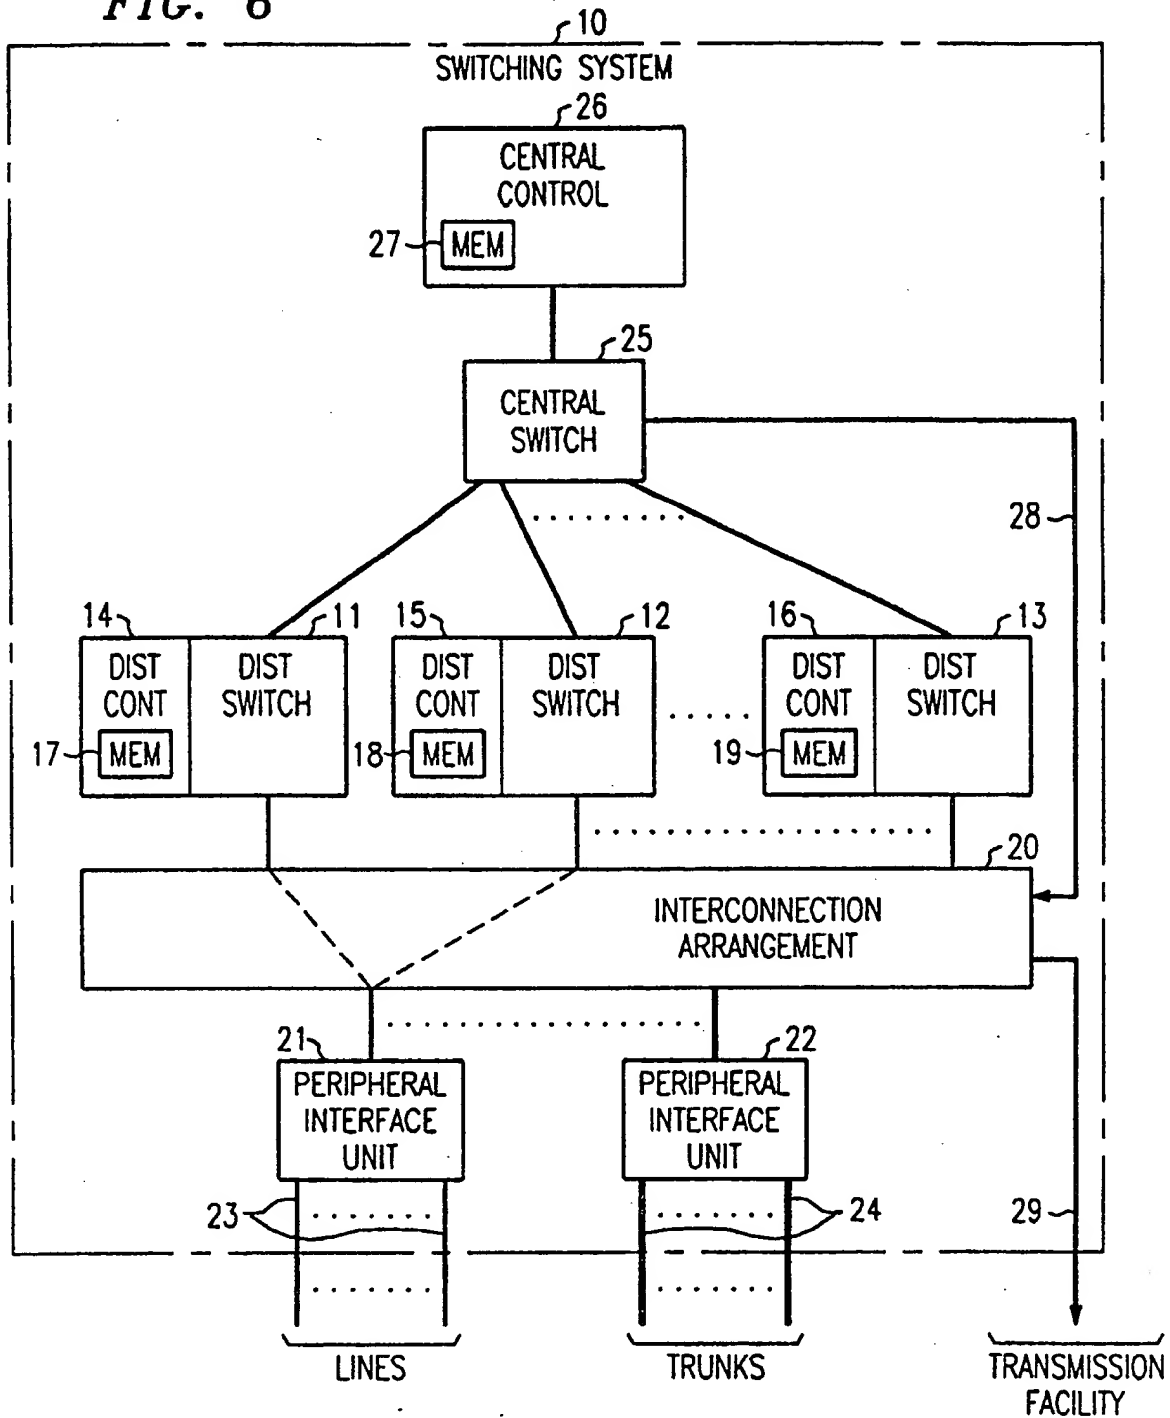 FIG. 6
10
SWITCHING SYSTEM
26
CENTRAL
CONTROL
27
MEM
25
CENTRAL
SWITCH
28
14
11
15
12
16
13
DIST
CONT
DIST
SWITCH
DIST
CONT
DIST
SWITCH
DIST
CONT
DIST
SWITCH
17
MEM
18
MEM
19
MEM
20
INTERCONNECTION
ARRANGEMENT
21
22
PERIPHERAL
INTERFACE
UNIT
PERIPHERAL
INTERFACE
UNIT
23
24
29
LINES
TRUNKS
TRANSMISSION
FACILITY